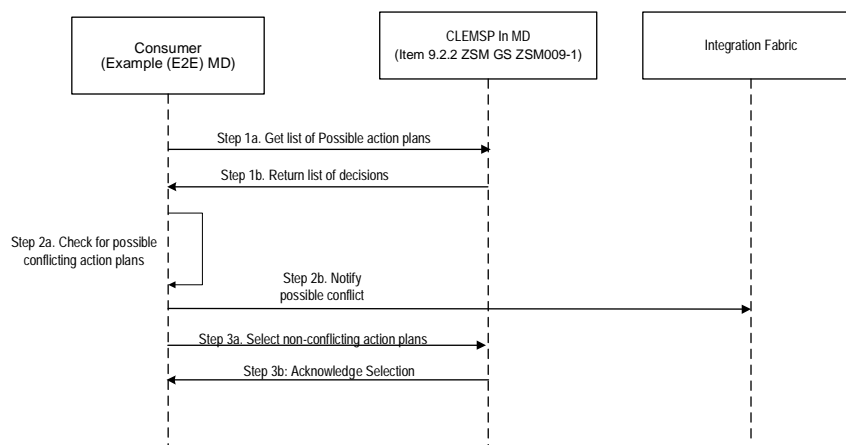 Consumer
(Example (E2E) MD)
CLEMSP In MD
(Item 9.2.2 ZSM GS ZSM009-1)
Integration Fabric
Step 1a. Get list of Possible action plans
Step 1b. Return list of decisions
Step 2a. Check for possible
conflicting action plans
Step 2b. Notify
possible conflict
Step 3a. Select non-conflicting action plans
Step 3b: Acknowledge Selection